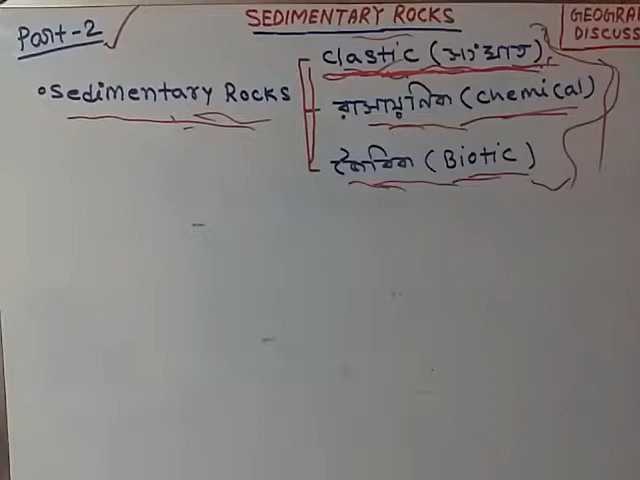 SEDIMENTARY ROCKS
Part-2
GEOGRA
DISCUSS
Clastic (সংঘাত)
• Sedimentary Rocks
রাসায়নিক (Chemical)
জৈবিক (Biotic)